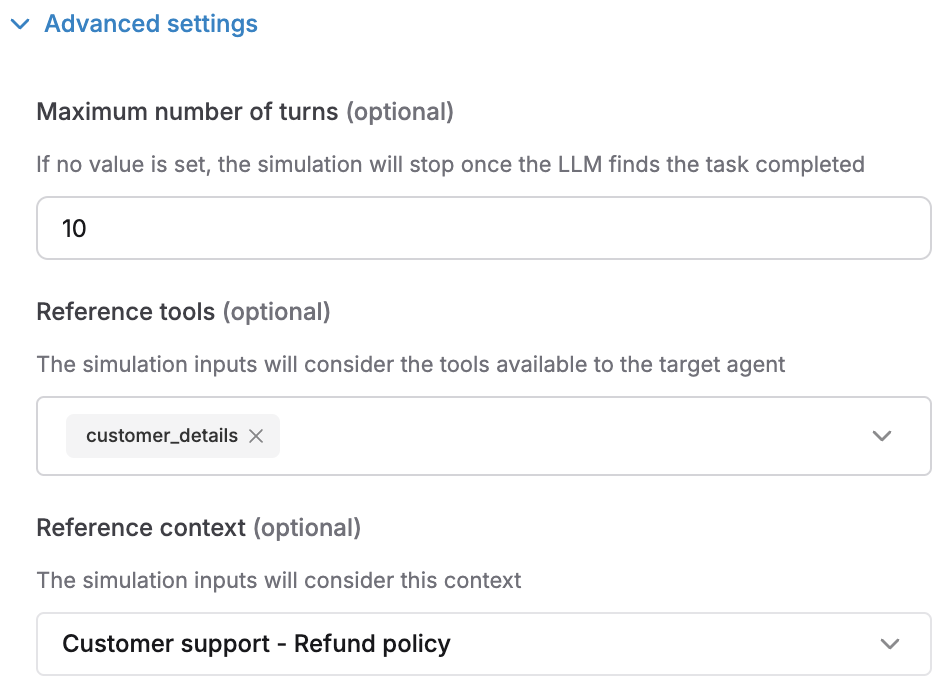 Advanced settings
Maximum number of turns (optional)
If no value is set, the simulation will stop once the LLM finds the task completed
10
Reference tools (optional)
The simulation inputs will consider the tools available to the target agent
customer_details
Reference context (optional)
The simulation inputs will consider this context
Customer support - Refund policy